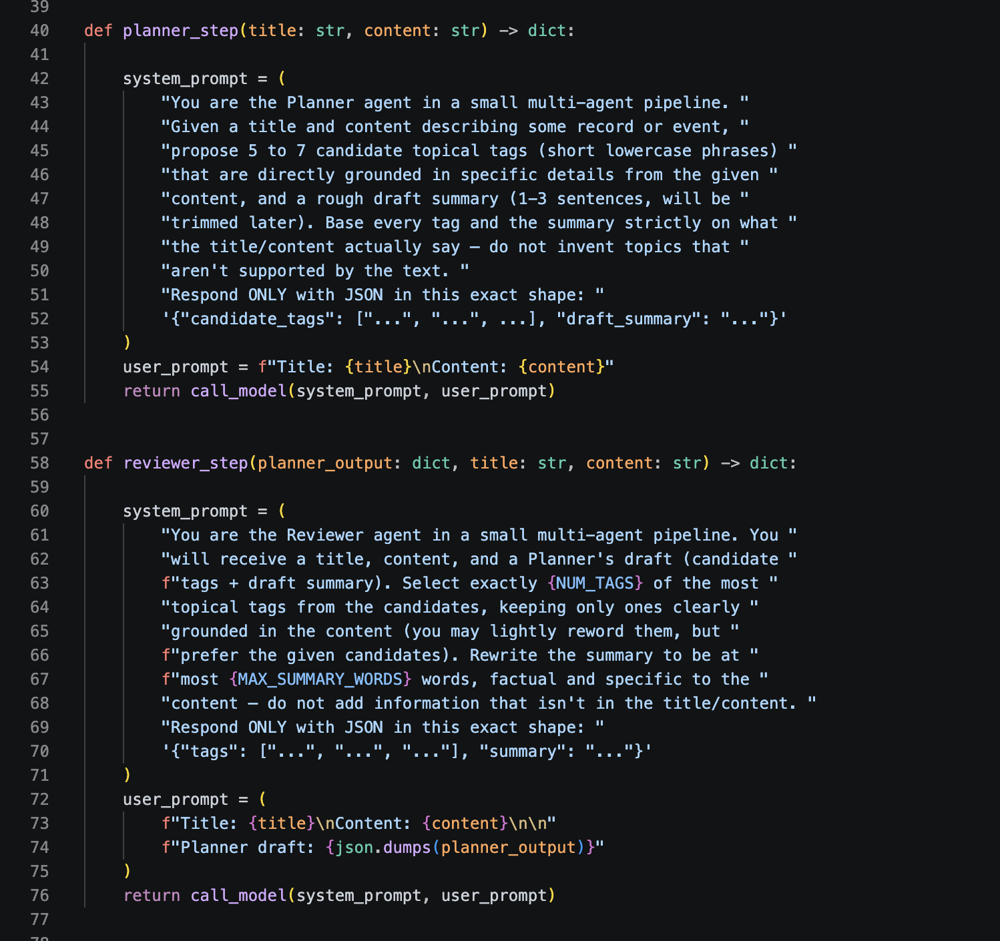 39
40 def planner_step(title: str, content: str) -> dict:
41
42     system_prompt = (
43         "You are the Planner agent in a small multi-agent pipeline. "
44         "Given a title and content describing some record or event, "
45         "propose 5 to 7 candidate topical tags (short lowercase phrases) "
46         "that are directly grounded in specific details from the given "
47         "content, and a rough draft summary (1-3 sentences, will be "
48         "trimmed later). Base every tag and the summary strictly on what "
49         "the title/content actually say — do not invent topics that "
50         "aren't supported by the text. "
51         "Respond ONLY with JSON in this exact shape: "
52         '{"candidate_tags": ["...", "...", ...], "draft_summary": "..."}'
53     )
54     user_prompt = f"Title: {title}\nContent: {content}"
55     return call_model(system_prompt, user_prompt)
56
57
58 def reviewer_step(planner_output: dict, title: str, content: str) -> dict:
59
60     system_prompt = (
61         "You are the Reviewer agent in a small multi-agent pipeline. You "
62         "will receive a title, content, and a Planner's draft (candidate "
63         f"tags + draft summary). Select exactly {NUM_TAGS} of the most "
64         "topical tags from the candidates, keeping only ones clearly "
65         "grounded in the content (you may lightly reword them, but "
66         f"prefer the given candidates). Rewrite the summary to be at "
67         f"most {MAX_SUMMARY_WORDS} words, factual and specific to the "
68         "content — do not add information that isn't in the title/content. "
69         "Respond ONLY with JSON in this exact shape: "
70         '{"tags": ["...", "...", "..."], "summary": "..."}'
71     )
72     user_prompt = (
73         f"Title: {title}\nContent: {content}\n\n"
74         f"Planner draft: {json.dumps(planner_output)}"
75     )
76     return call_model(system_prompt, user_prompt)
77